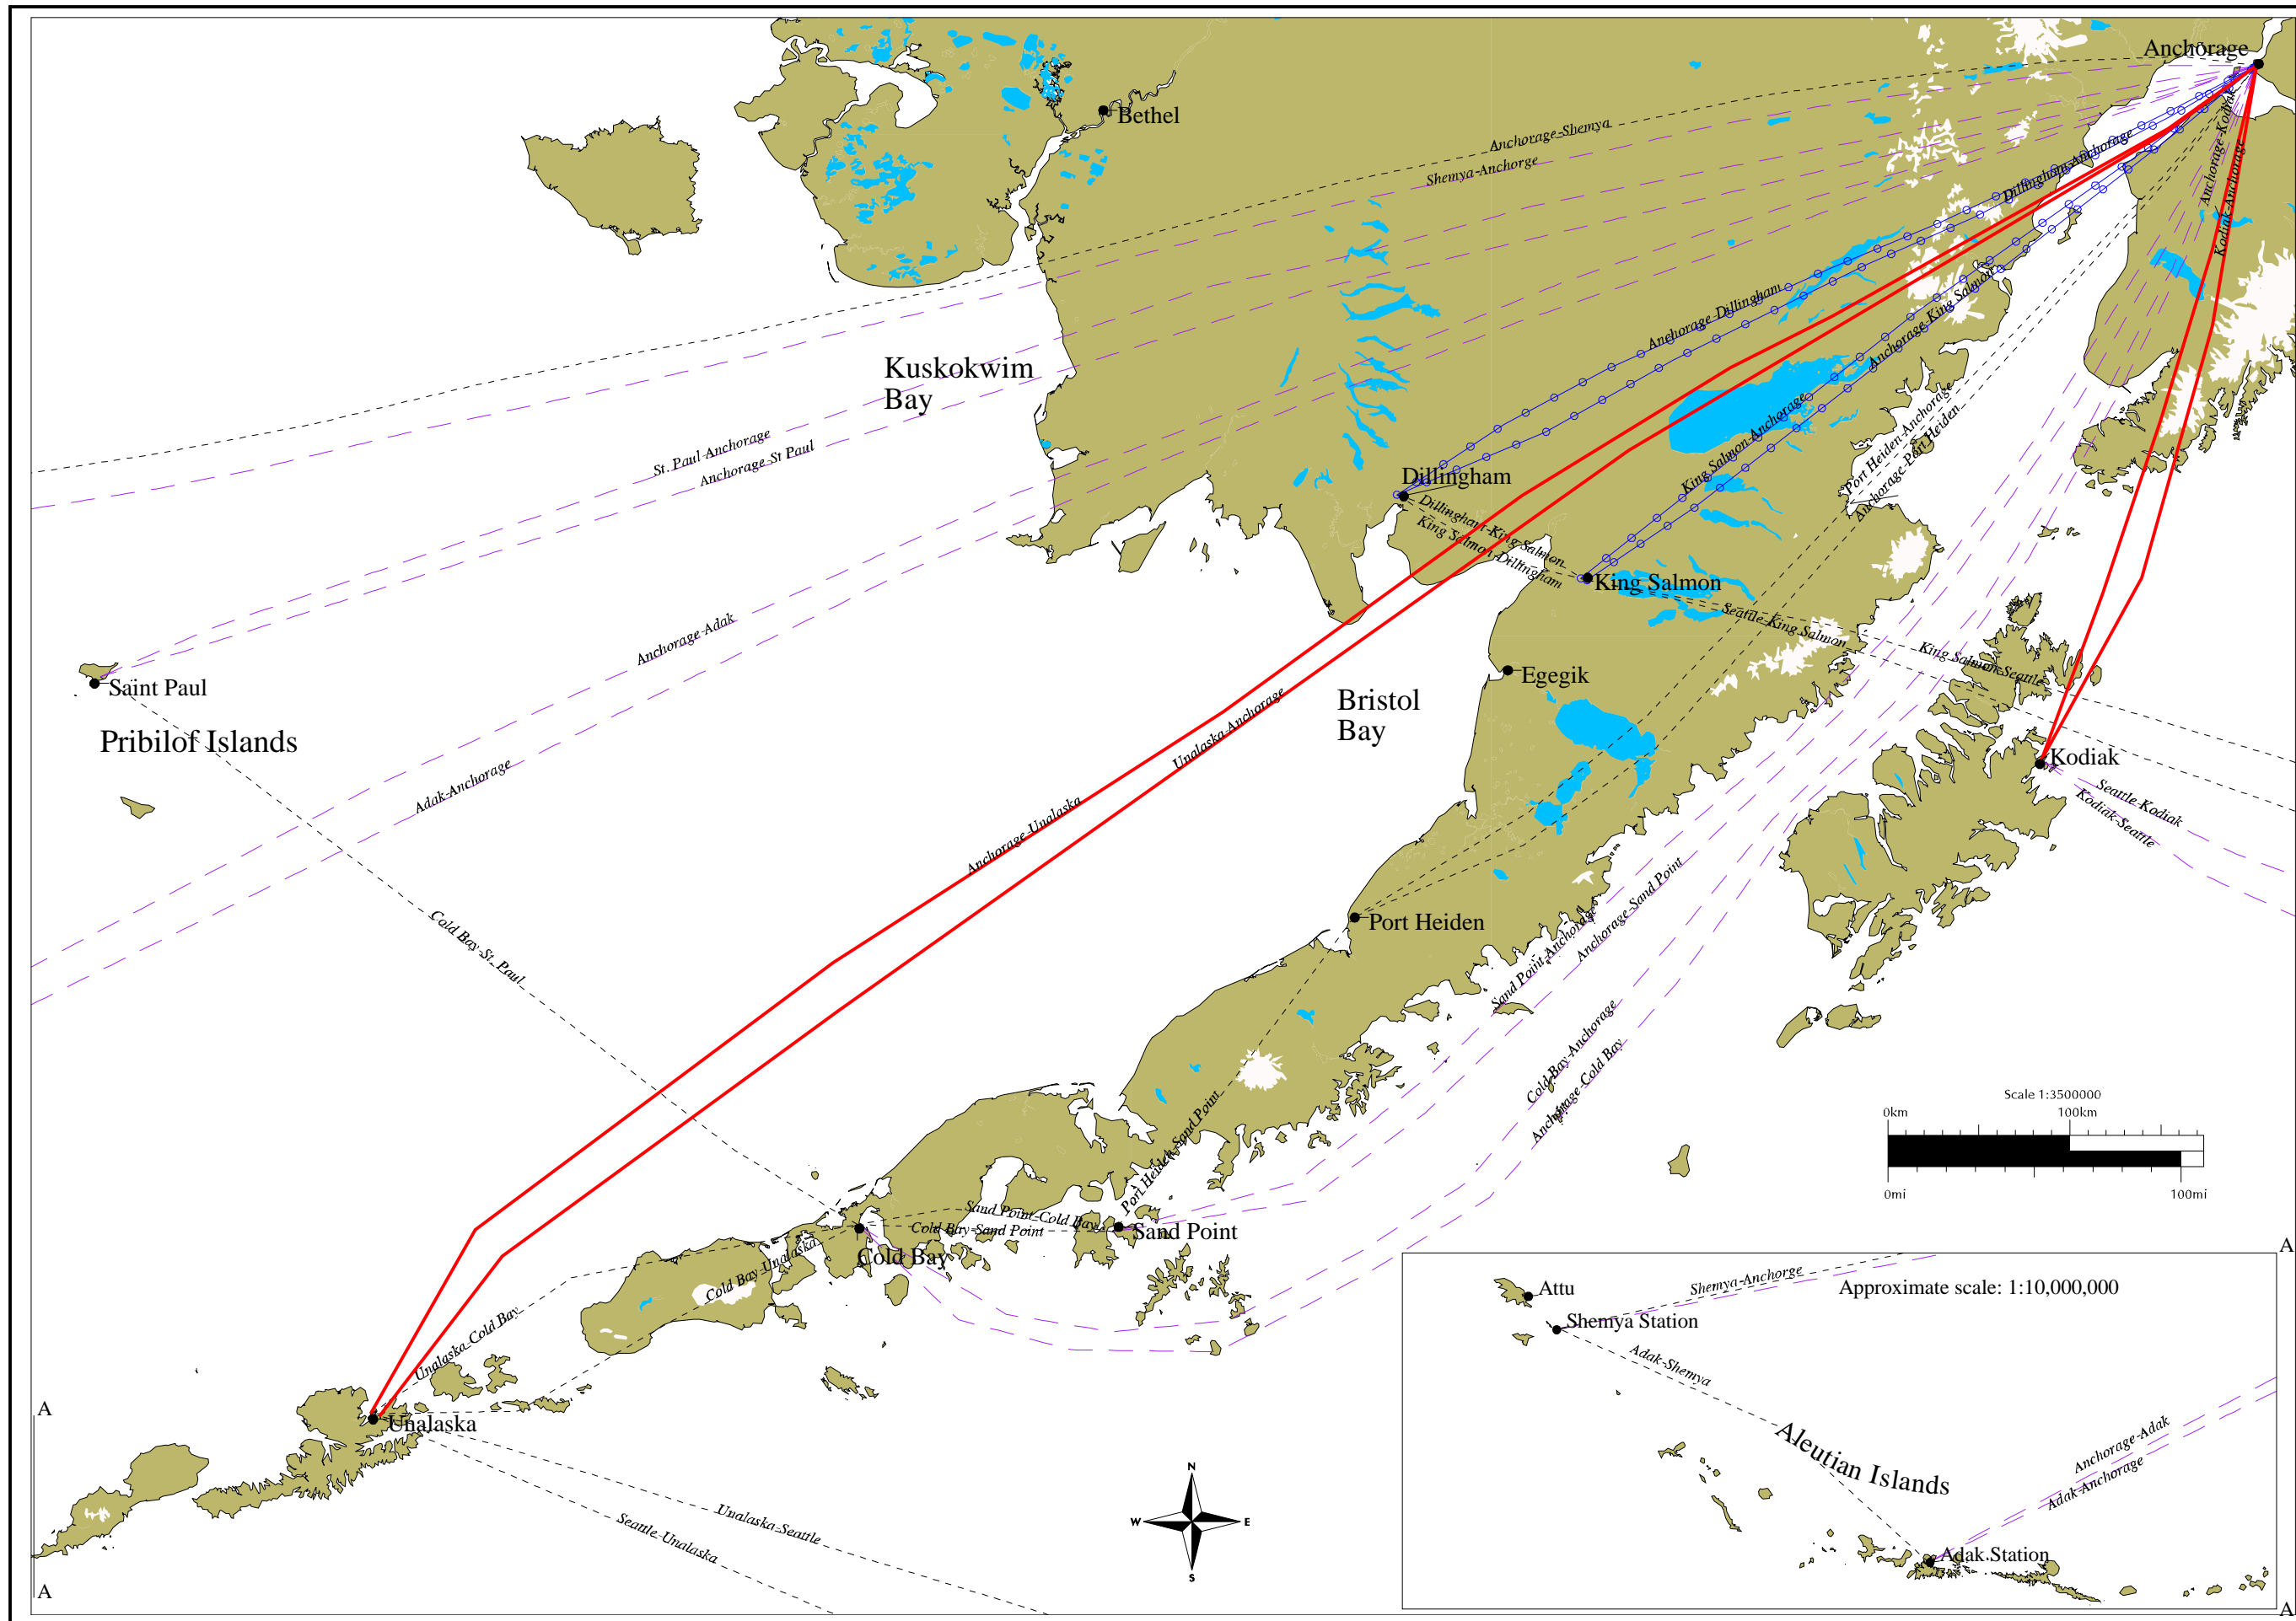 Anchorage
Bethel
Anchorage-Shemya
Shemya-Anchorge
Anchorage-Kodiak
Kodiak-Anchorage
Dillingham-Anchorage
Anchorage-Dillingham
Anchorage-King Salmon
Kuskokwim
Bay
St. Paul-Anchorage
Anchorage-St Paul
King Salmon-Anchorage
Port Heiden-Anchorage
Anchorage-Port Heiden
Dillingham
Dillingham-King Salmon
King Salmon-Dillingham
King Salmon
Seattle-King Salmon
King Salmon-Seattle
Anchorage-Adak
Saint Paul
Pribilof Islands
Egegik
Bristol
Bay
Unalaska-Anchorage
Adak-Anchorage
Anchorage-Unalaska
Kodiak
Seattle-Kodiak
Kodiak-Seattle
Cold Bay-St. Paul
Port Heiden
Sand Point-Anchorage
Anchorage-Sand Point
Cold Bay-Anchorage
Anchorage-Cold Bay
Port Heiden-Sand Point
Scale 1:3500000
0km 100km
0mi 100mi
Sand Point-Cold Bay
Cold Bay-Sand Point
Sand Point
Cold Bay
Cold Bay-Unalaska
Unalaska-Cold Bay
Unalaska
Unalaska-Seattle
Seattle-Unalaska
A
A
A
A
N
W E
S
Shemya-Anchorge
Approximate scale: 1:10,000,000
Attu
Shemya Station
Adak-Shemya
Aleutian Islands
Anchorage-Adak
Adak-Anchorage
Adak Station